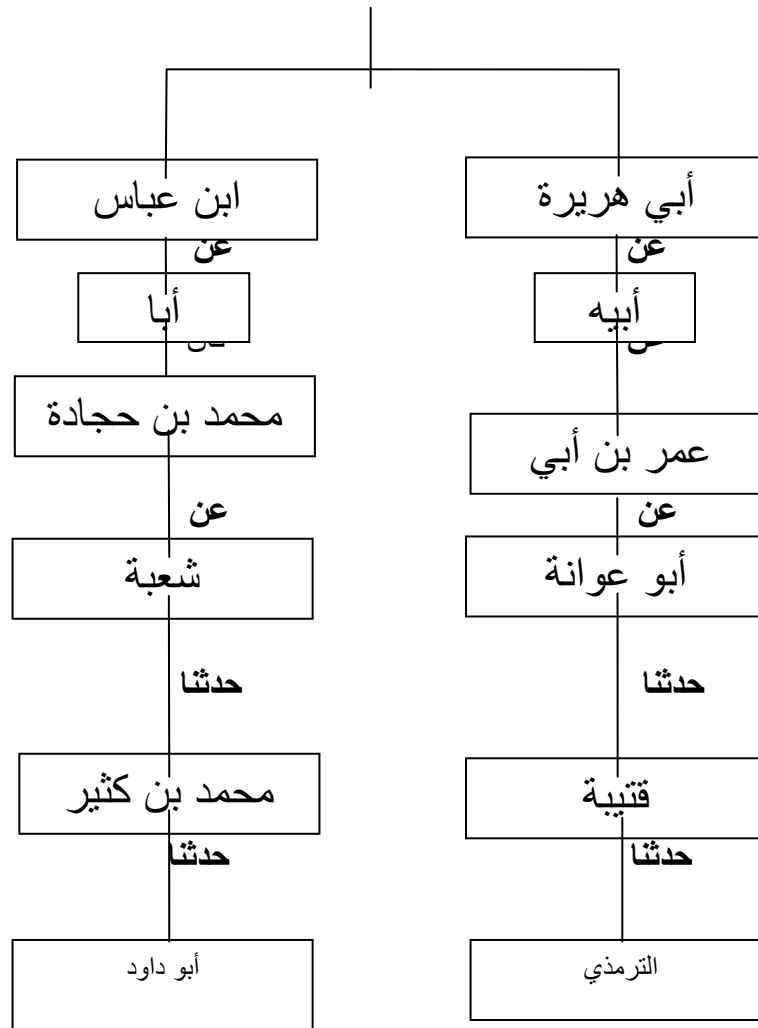 أبي هريرة
ابن عباس
عن
عن
أبيه
أبا
محمد بن حجادة
عمر بن أبي
عن
عن
أبو عوانة
شعبة
حدثنا
حدثنا
قتيبة
محمد بن كثير
حدثنا
حدثنا
الترمذي
أبو داود